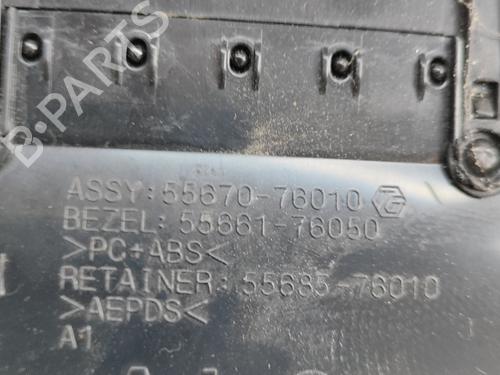 B-PARTS
ASSY:55670-76010
BEZEL: 55661-76050
>PC+ABS<
RETAINER: 55685-76010
>AEPDS<
A1